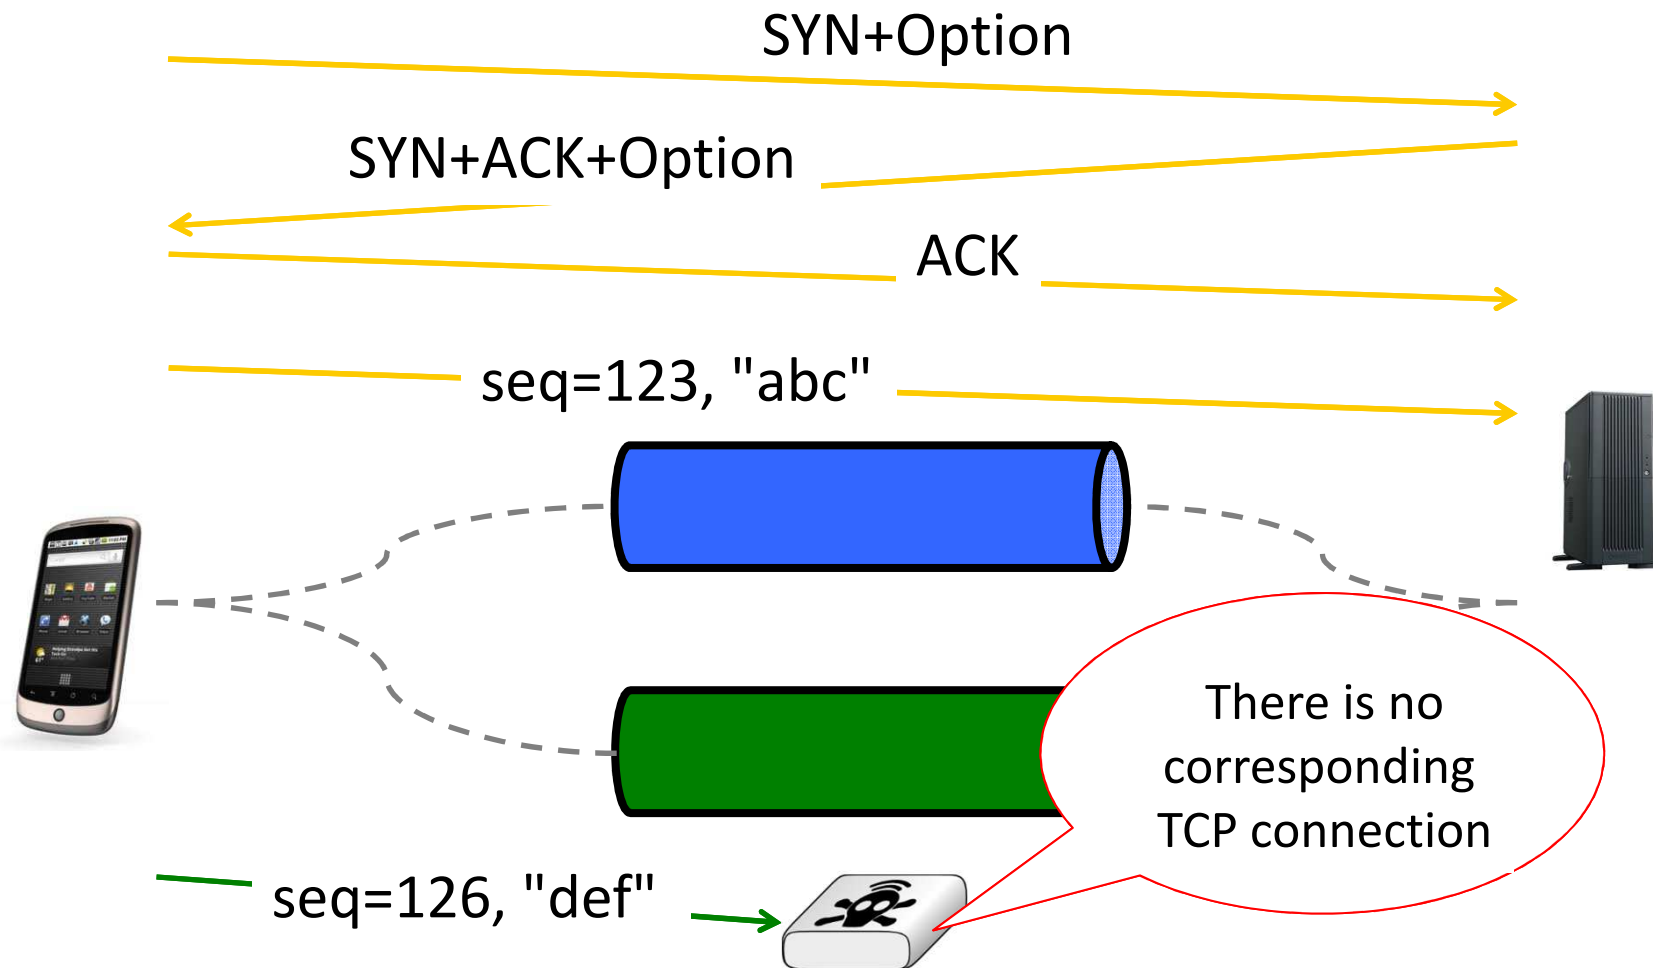 SYN+Option
SYN+ACK+Option
ACK
seq=123, "abc"
There is no
corresponding
TCP connection
seq=126, "def"